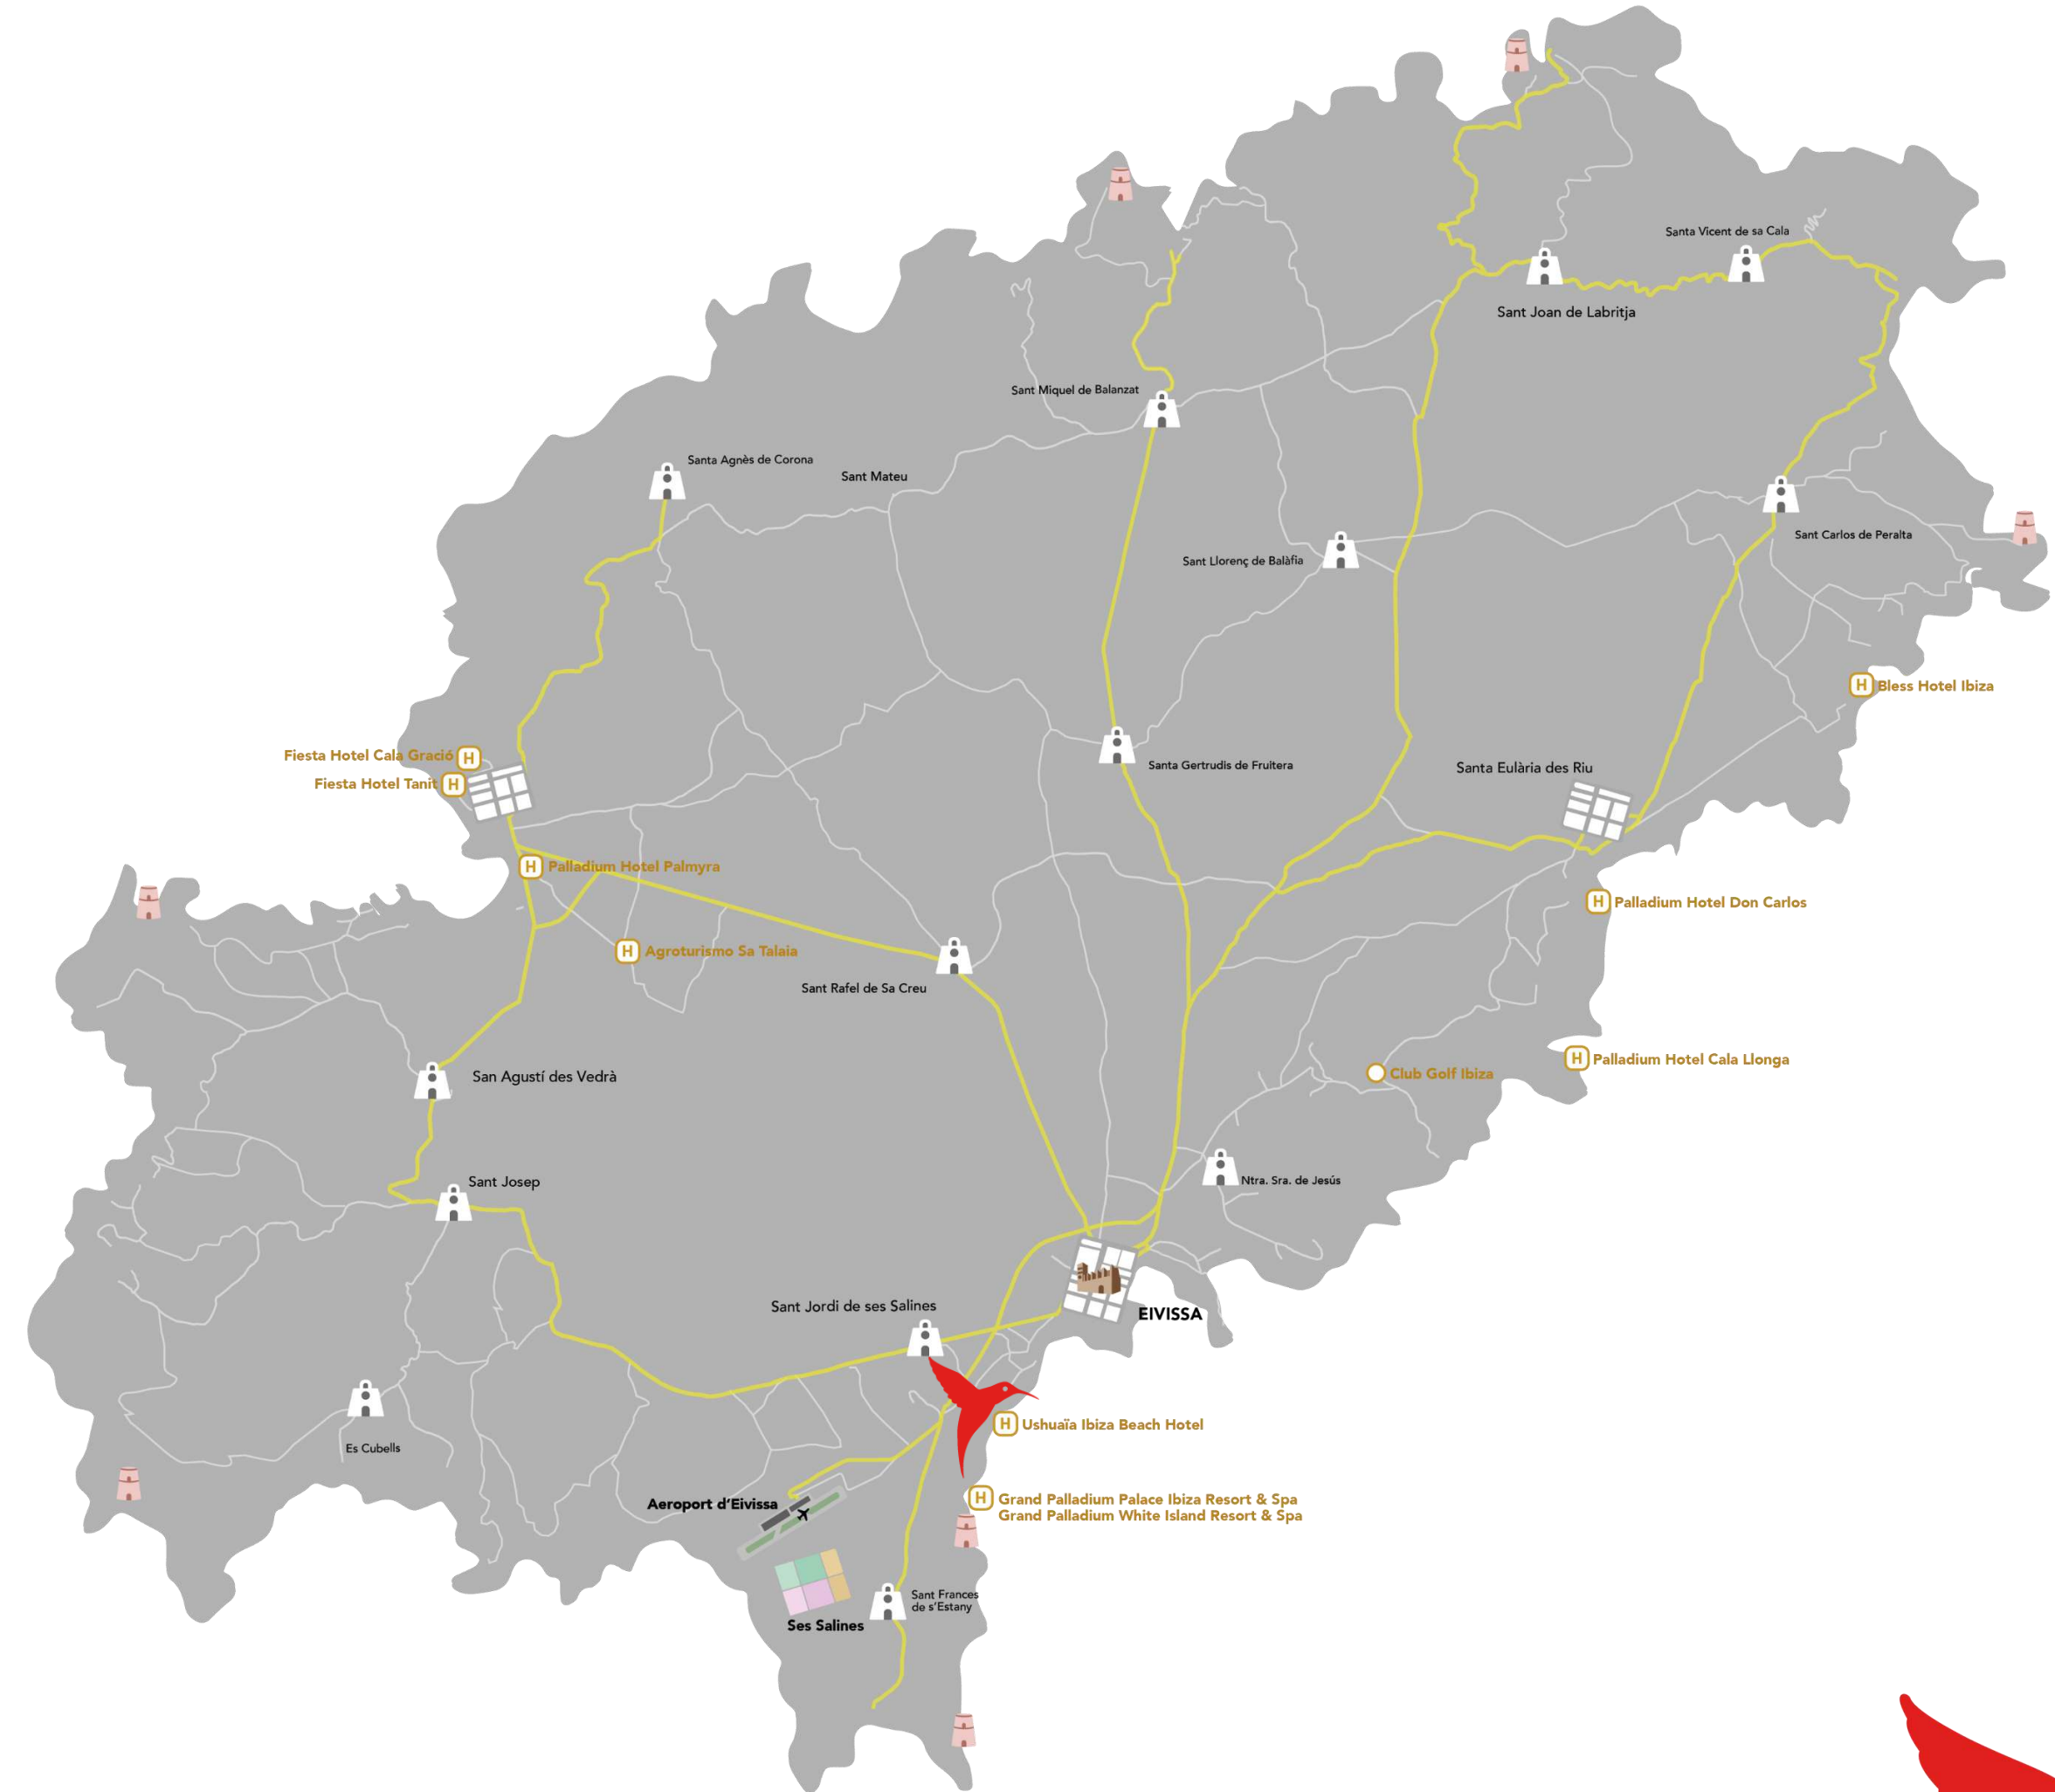 Santa Vicent de sa Cala
Sant Joan de Labritja
Sant Miquel de Balanzat
Santa Agnès de Corona
Sant Mateu
Sant Carlos de Peralta
Sant Llorenç de Balàfia
H Bless Hotel Ibiza
Fiesta Hotel Cala Gració H
Fiesta Hotel Tanit H
Santa Gertrudis de Fruitera
Santa Eulària des Riu
H Palladium Hotel Palmyra
H Palladium Hotel Don Carlos
H Agroturismo Sa Talaia
Sant Rafel de Sa Creu
H Palladium Hotel Cala Llonga
Club Golf Ibiza
San Agustí des Vedrà
Sant Josep
Ntra. Sra. de Jesús
Sant Jordi de ses Salines
EIVISSA
H Ushuaïa Ibiza Beach Hotel
Es Cubells
Aeroport d'Eivissa
H Grand Palladium Palace Ibiza Resort & Spa
Grand Palladium White Island Resort & Spa
Sant Frances
de s'Estany
Ses Salines